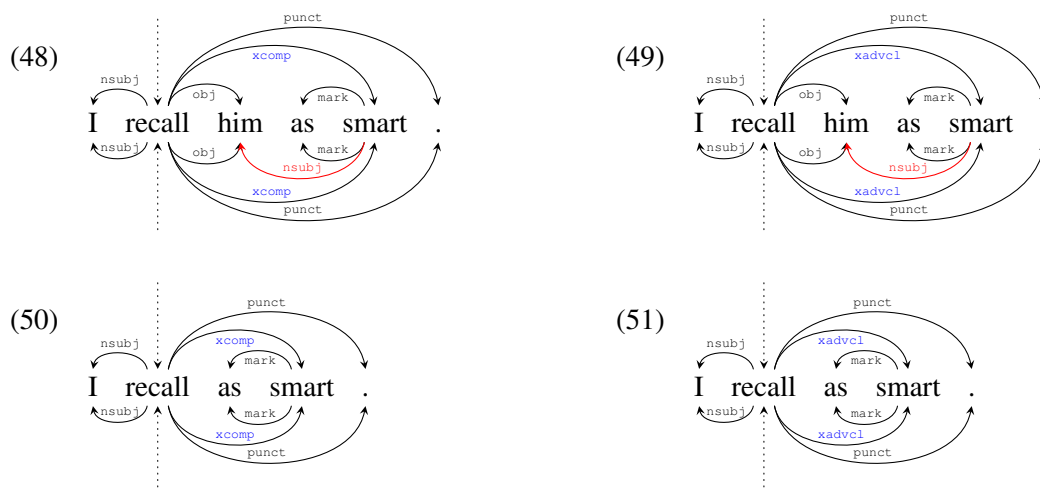 punct
punct
(48)
(49)
xcomp
xadvcl
nsubj
obj
mark
nsubj
obj
mark
I recall him as smart .
I recall him as smart
nsubj
obj
mark
nsubj
obj
mark
nsubj
nsubj
xcomp
xadvcl
punct
punct
(50)
punct
(51)
punct
nsubj
xcomp
mark
nsubj
xadvcl
mark
I recall as smart .
I recall as smart .
nsubj
mark
xcomp
nsubj
mark
xadvcl
punct
punct